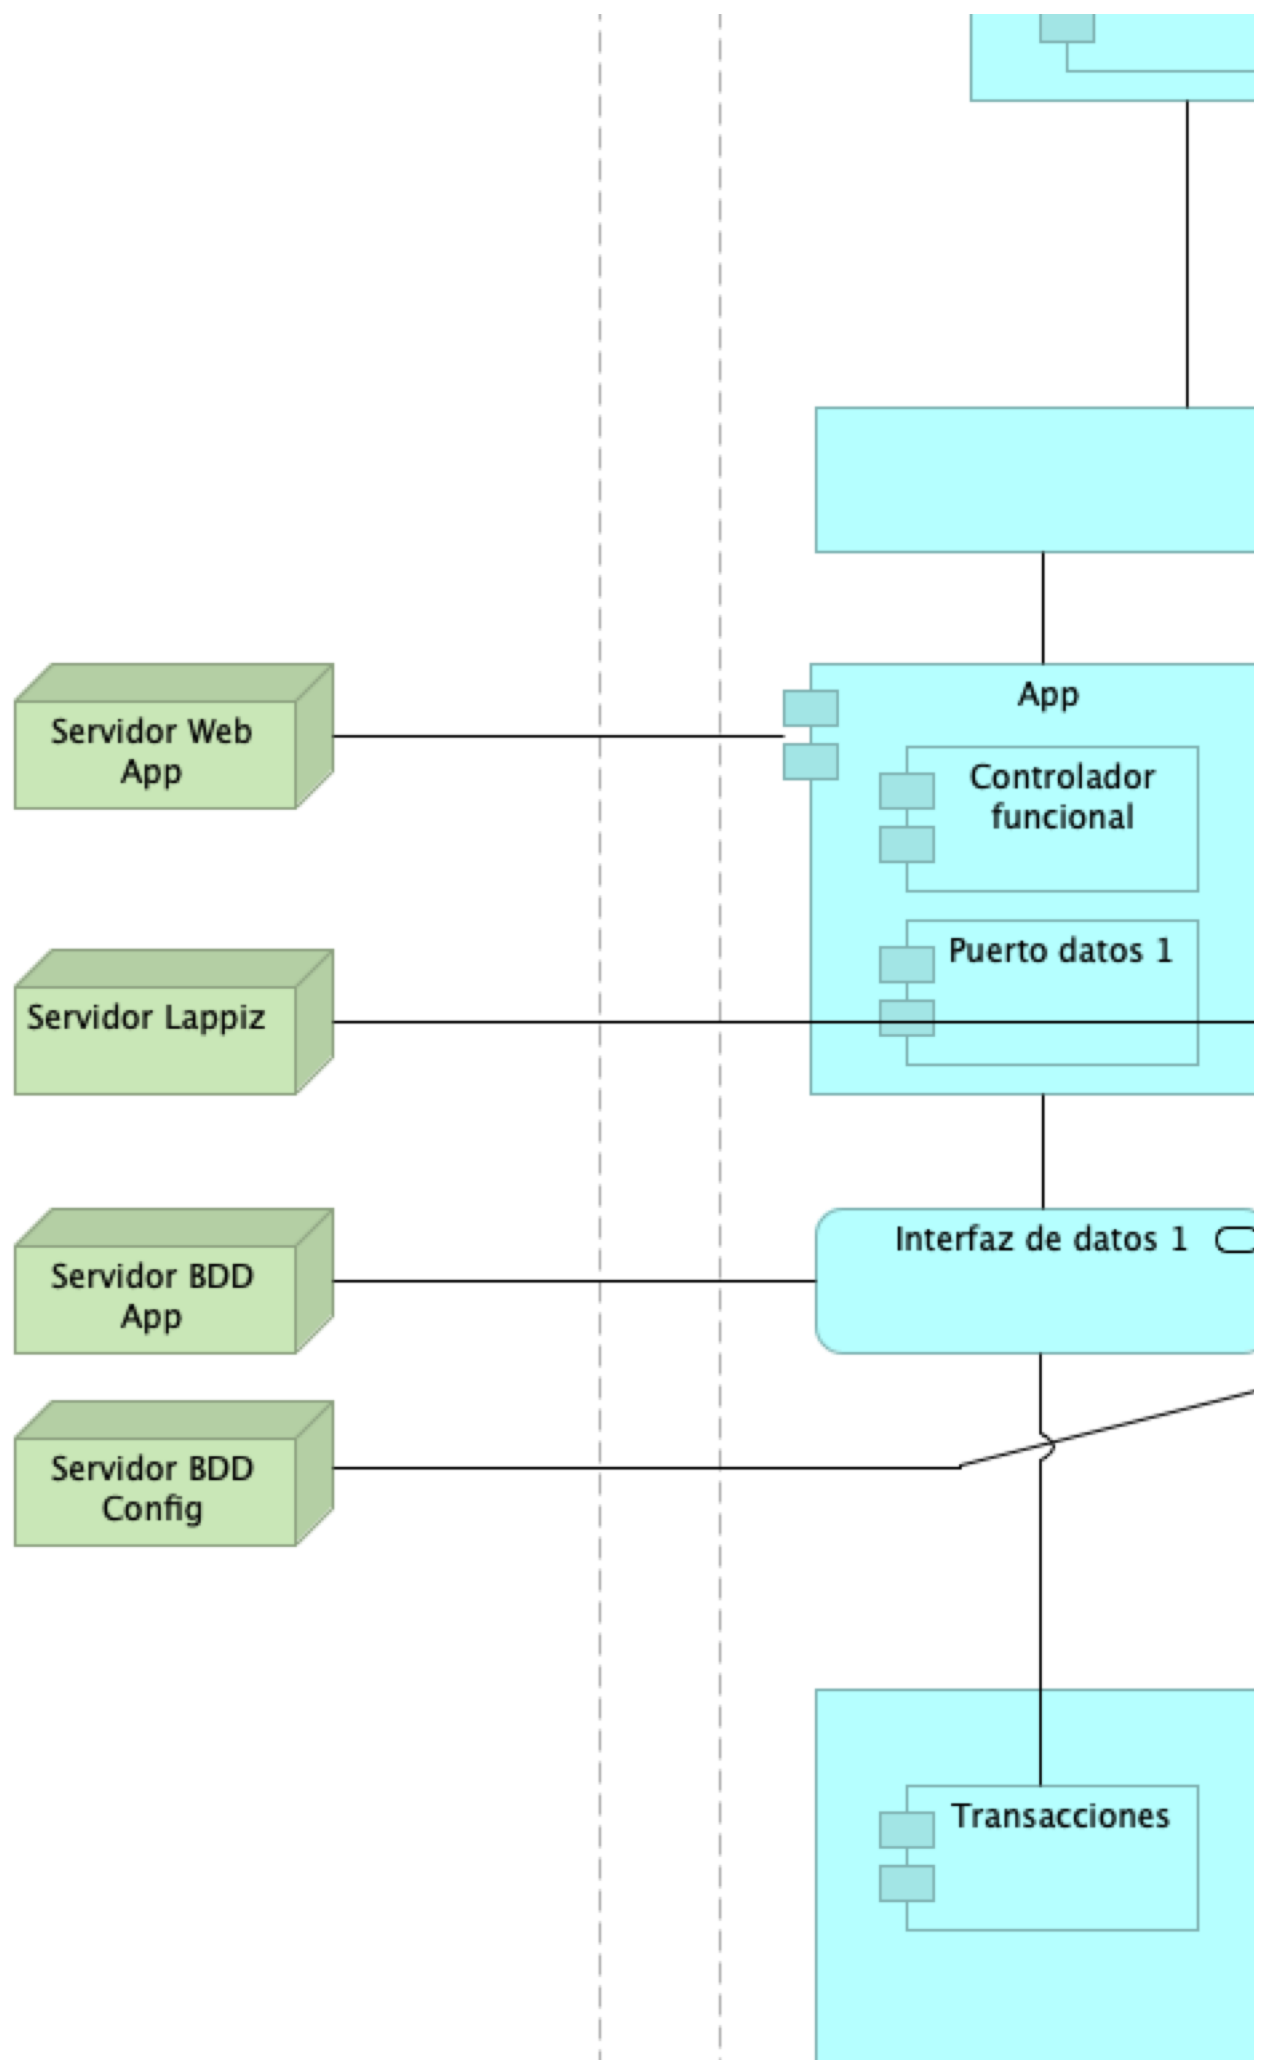 Servidor Web
App
Servidor Lappiz
Servidor BDD
App
Servidor BDD
Config
App
Controlador
funcional
Puerto datos 1
Interfaz de datos 1
Transacciones